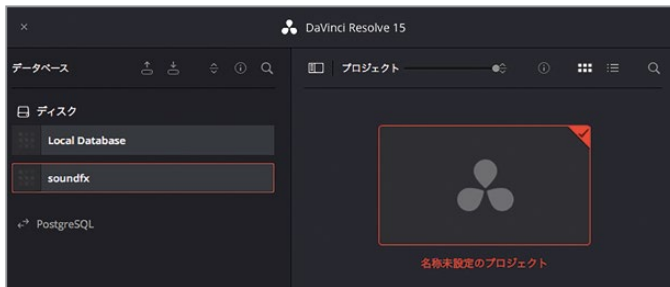 DaVinci Resolve 15
データベース
プロジェクト
ディスク
Local Database
soundfx
PostgreSQL
名称未設定のプロジェクト